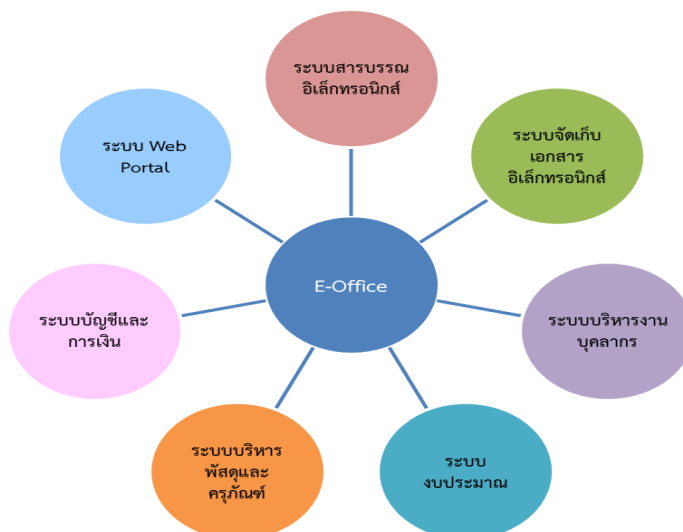 ระบบสารบรรณ
อิเล็กทรอนิกส์
ระบบ Web
Portal
ระบบจัดเก็บ
เอกสาร
อิเล็กทรอนิกส์
E-Office
ระบบบัญชีและ
การเงิน
ระบบบริหารงาน
บุคลากร
ระบบบริหาร
พัสดุและ
ครุภัณฑ์
ระบบ
งบประมาณ